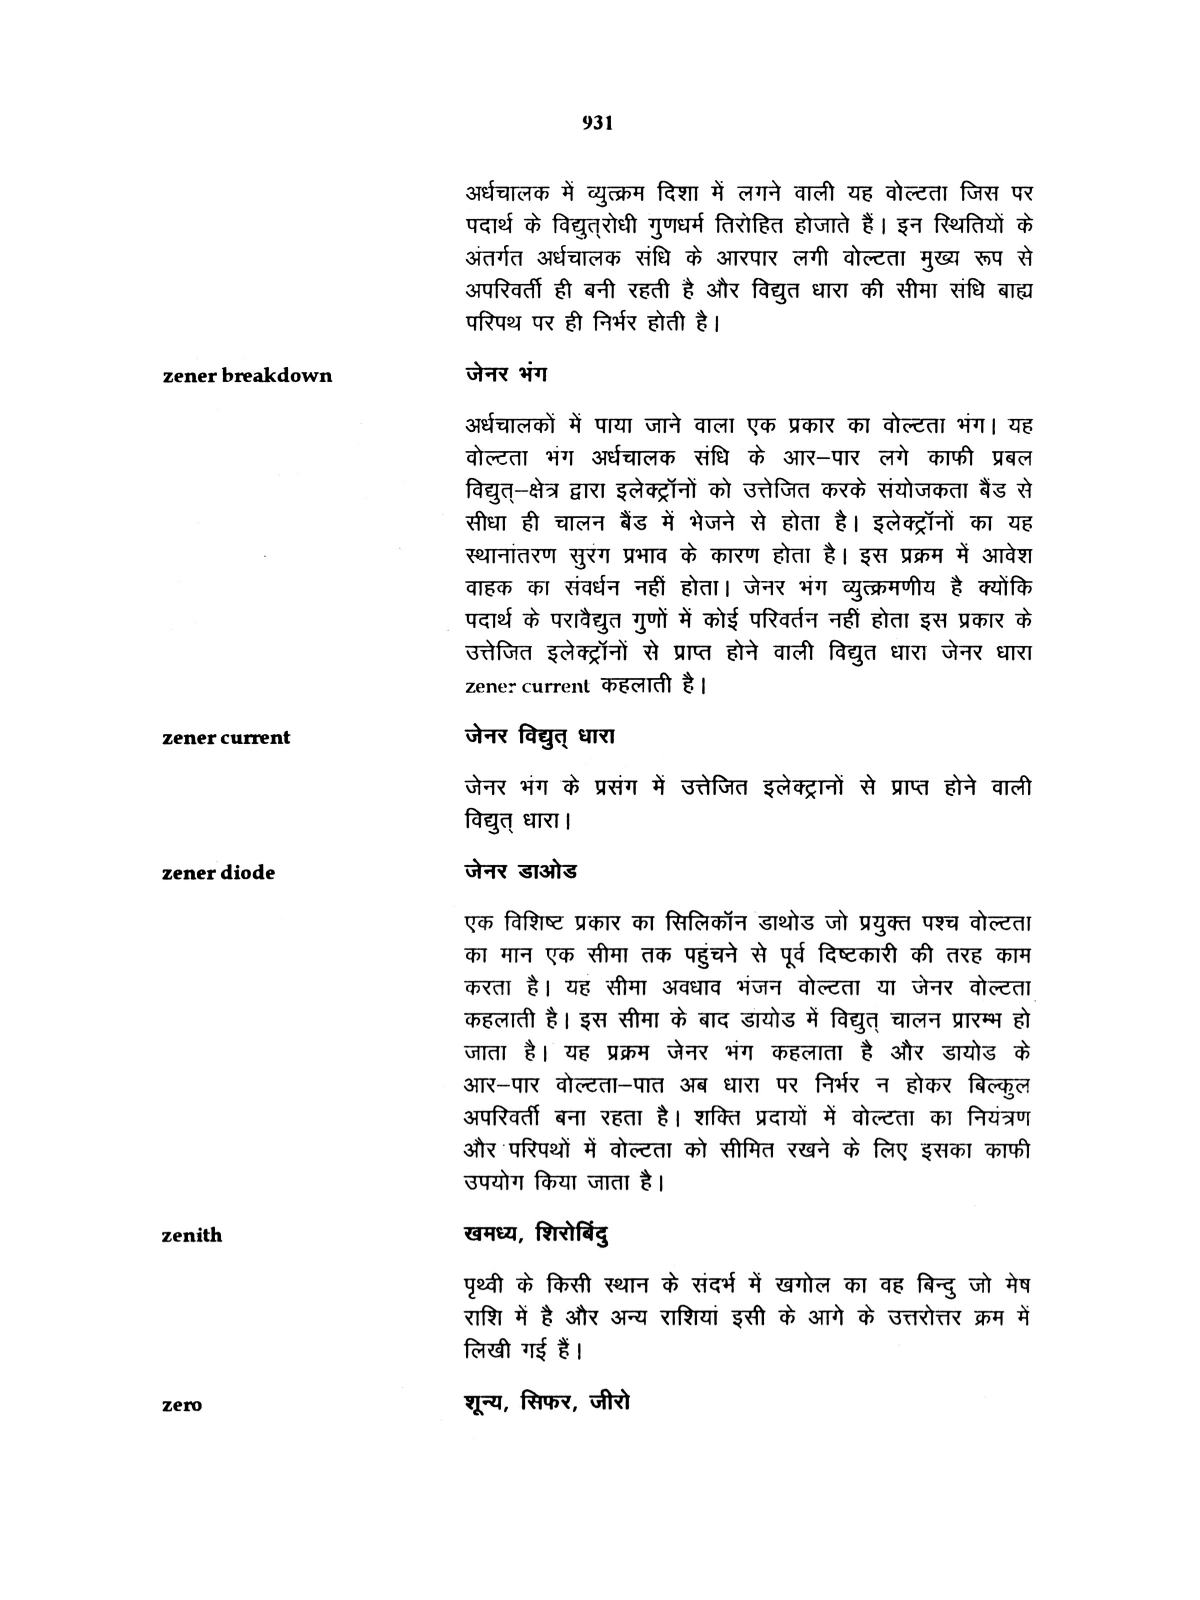 931
अर्धचालक में व्युत्क्रम दिशा में लगने वाली यह वोल्टता जिस पर
पदार्थ के विद्युत्‌रोधी गुणधर्म तिरोहित होजाते हैं। इन स्थितियों के
अंतर्गत अर्धचालक संधि के आरपार लगी वोल्टता मुख्य रूप से
अपरिवर्ती ही बनी रहती है और विद्युत धारा की सीमा संधि बाह्य
परिपथ पर ही निर्भर होती है।
zener breakdown जेनर भंग
अर्धचालकों में पाया जाने वाला एक प्रकार का वोल्टता भंग। यह
वोल्टता भंग अर्धचालक संधि के आर–पार लगे काफी प्रबल
विद्युत्–क्षेत्र द्वारा इलेक्ट्रॉनों को उत्तेजित करके संयोजकता बैंड से
सीधा ही चालन बैंड में भेजने से होता है। इलेक्ट्रॉनों का यह
स्थानांतरण सुरंग प्रभाव के कारण होता है। इस प्रक्रम में आवेश
वाहक का संवर्धन नहीं होता। जेनर भंग व्युत्क्रमणीय है क्योंकि
पदार्थ के परावैद्युत गुणों में कोई परिवर्तन नहीं होता इस प्रकार के
उत्तेजित इलेक्ट्रॉनों से प्राप्त होने वाली विद्युत धारा जेनर धारा
zener current कहलाती है।
zener current जेनर विद्युत् धारा
जेनर भंग के प्रसंग में उत्तेजित इलेक्ट्रानों से प्राप्त होने वाली
विद्युत् धारा।
zener diode जेनर डाओड
एक विशिष्ट प्रकार का सिलिकॉन डाथोड जो प्रयुक्त पश्च वोल्टता
का मान एक सीमा तक पहुंचने से पूर्व दिष्टकारी की तरह काम
करता है। यह सीमा अवधाव भंजन वोल्टता या जेनर वोल्टता
कहलाती है। इस सीमा के बाद डायोड में विद्युत् चालन प्रारम्भ हो
जाता है। यह प्रक्रम जेनर भंग कहलाता है और डायोड के
आर–पार वोल्टता–पात अब धारा पर निर्भर न होकर बिल्कुल
अपरिवर्ती बना रहता है। शक्ति प्रदायों में वोल्टता का नियंत्रण
और परिपथों में वोल्टता को सीमित रखने के लिए इसका काफी
उपयोग किया जाता है।
zenith खमध्य, शिरोबिंदु
पृथ्वी के किसी स्थान के संदर्भ में खगोल का वह बिन्दु जो मेष
राशि में है और अन्य राशियां इसी के आगे के उत्तरोत्तर क्रम में
लिखी गई हैं।
zero शून्य, सिफर, जीरो